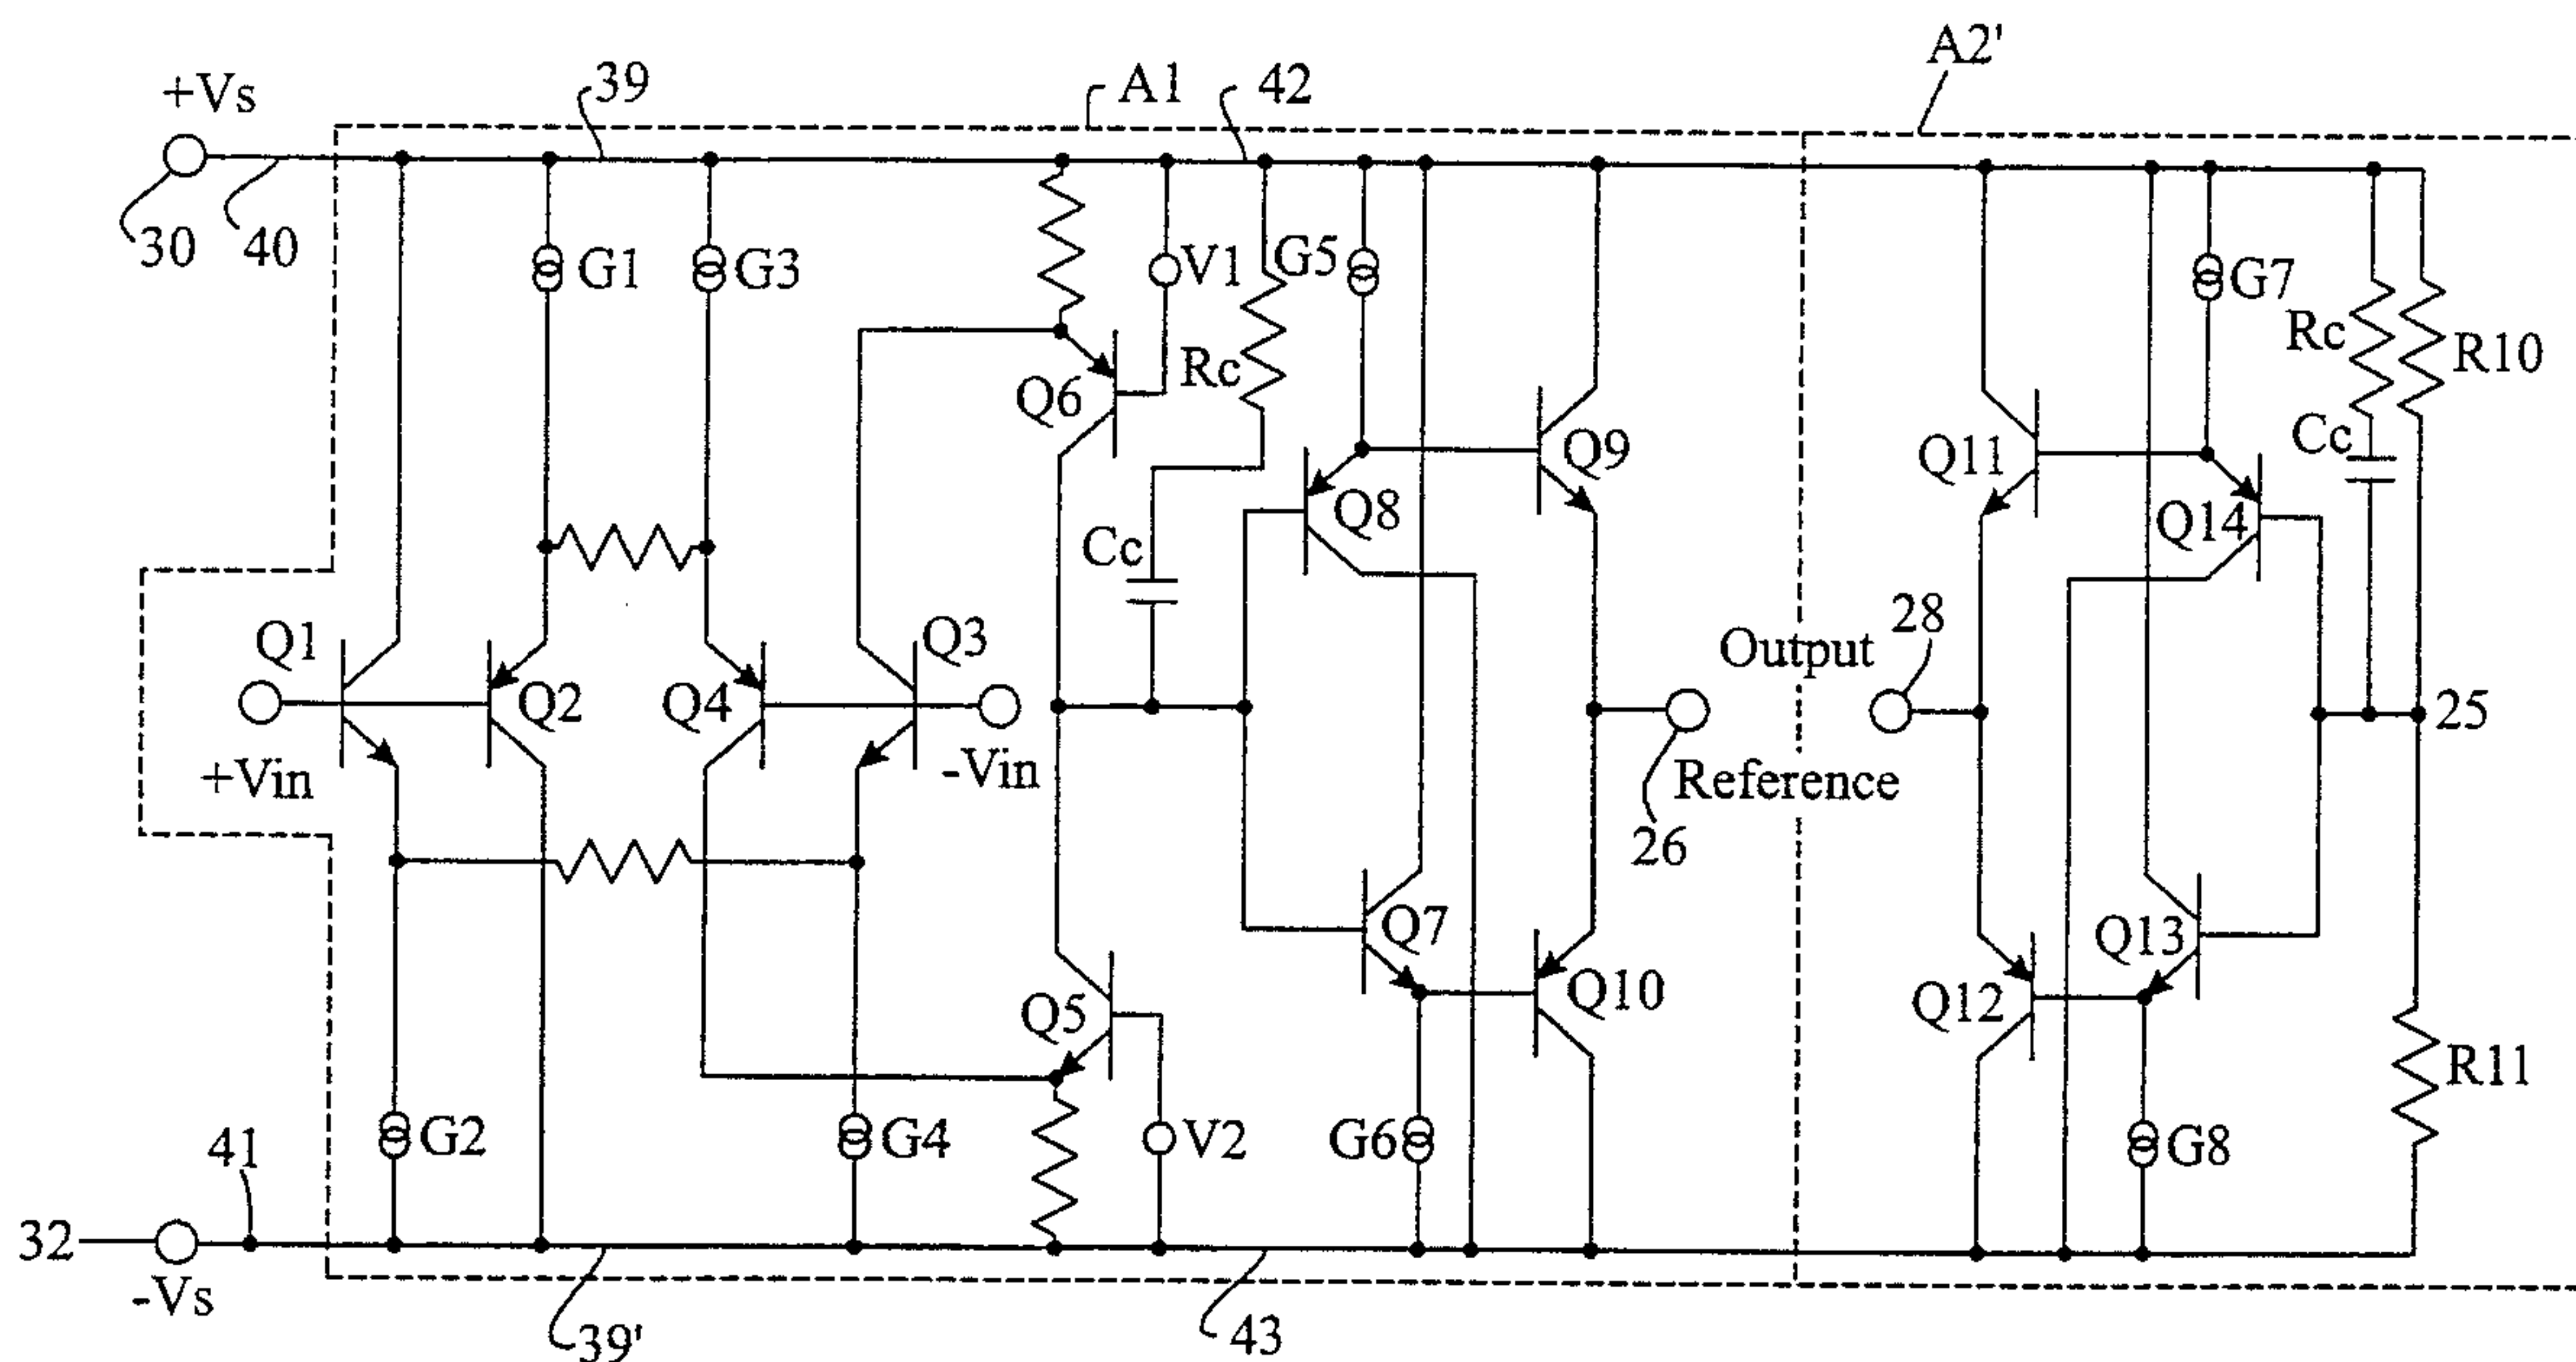 A2'
+Vs
39
A1
42
30
40
G1
G3
V1
G5
G7
Rc
Rc
R10
Q6
Cc
Q9
Q11
Q8
Q14
Cc
28
Q1
Q3
Output
Q2
Q4
25
+Vin
-Vin
Reference
26
Q7
Q13
Q5
Q10
Q12
R11
41
G2
G4
V2
G6
G8
32
-Vs
39'
43